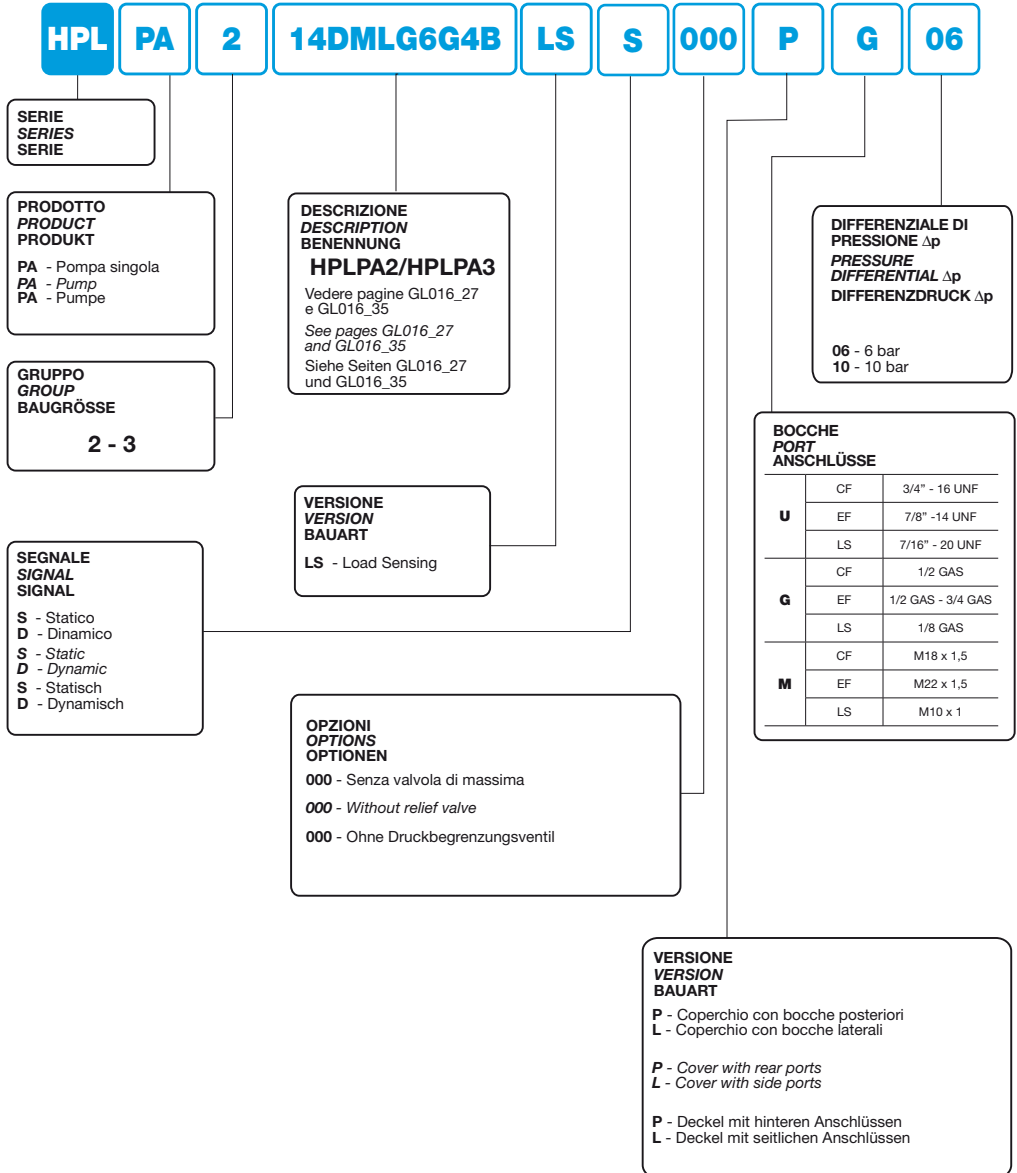 HPL PA 2 14DMLG6G4B LS S 000 P G 06
SERIE
SERIES
SERIE
PRODOTTO
PRODUCT
PRODUKT
PA - Pompa singola
PA - Pump
PA - Pumpe
GRUPPO
GROUP
BAUGRÖSSE
2 - 3
SEGNALE
SIGNAL
SIGNAL
S - Statico
D - Dinamico
S - Static
D - Dynamic
S - Statisch
D - Dynamisch
DESCRIZIONE
DESCRIPTION
BENENNUNG
HPLPA2/HPLPA3
Vedere pagine GL016_27
e GL016_35
See pages GL016_27
and GL016_35
Siehe Seiten GL016_27
und GL016_35
VERSIONE
VERSION
BAUART
LS - Load Sensing
OPZIONI
OPTIONS
OPTIONEN
000 - Senza valvola di massima
000 - Without relief valve
000 - Ohne Druckbegrenzungsventil
DIFFERENZIALE DI
PRESSIONE Δp
PRESSURE
DIFFERENTIAL Δp
DIFFERENZDRUCK Δp
06 - 6 bar
10 - 10 bar
BOCCHE
PORT
ANSCHLÜSSE
CF 3/4” - 16 UNF
U EF 7/8” -14 UNF
LS 7/16” - 20 UNF
CF 1/2 GAS
G EF 1/2 GAS - 3/4 GAS
LS 1/8 GAS
CF M18 x 1,5
M EF M22 x 1,5
LS M10 x 1
VERSIONE
VERSION
BAUART
P - Coperchio con bocche posteriori
L - Coperchio con bocche laterali
P - Cover with rear ports
L - Cover with side ports
P - Deckel mit hinteren Anschlüssen
L - Deckel mit seitlichen Anschlüssen